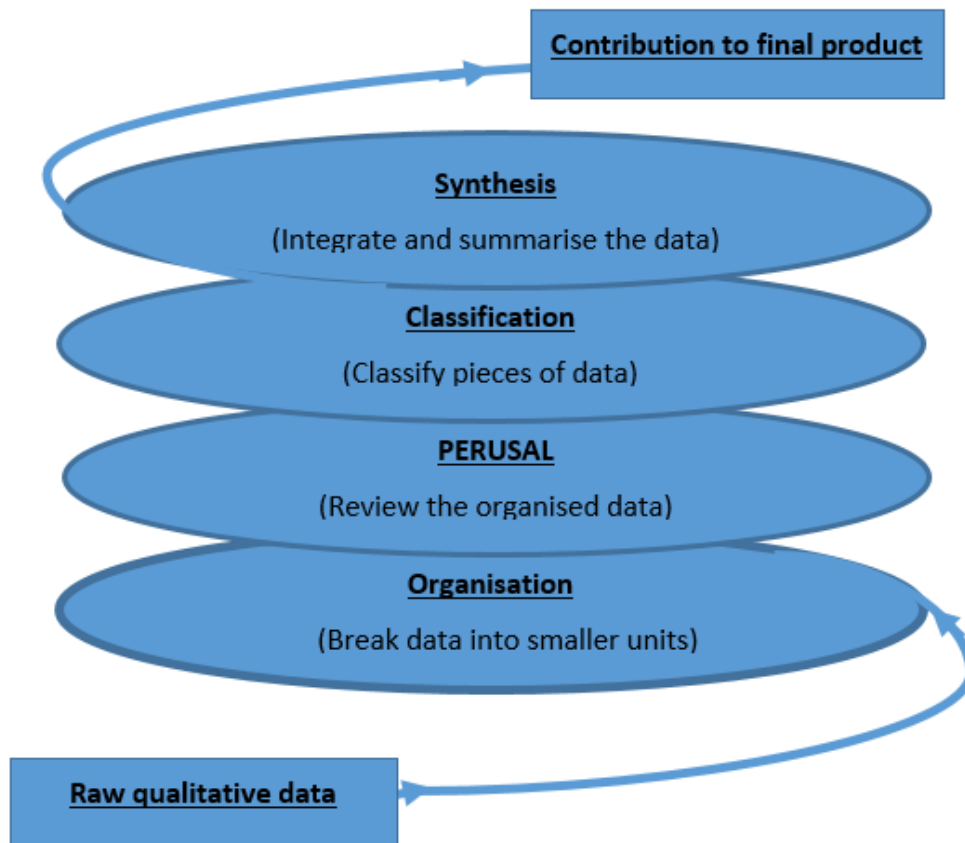 Contribution to final product
Synthesis
(Integrate and summarise the data)
Classification
(Classify pieces of data)
PERUSAL
(Review the organised data)
Organisation
(Break data into smaller units)
Raw qualitative data